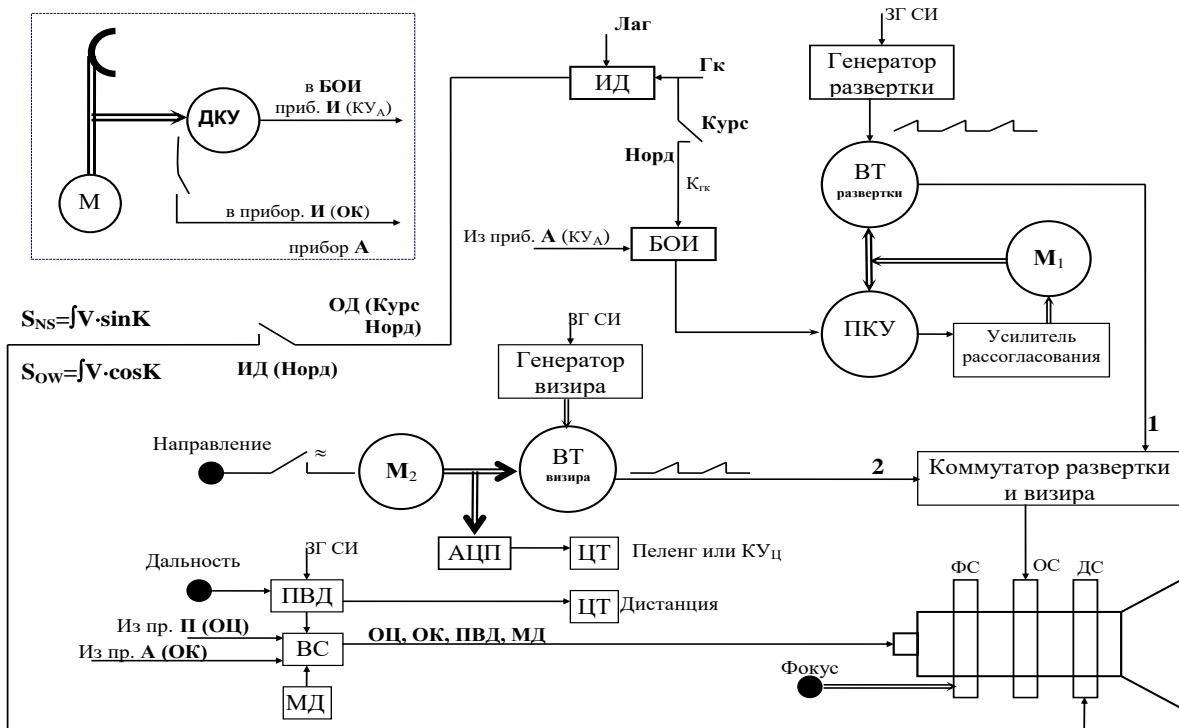 ЗГ СИ
Лаг
Генератор
развертки
Гк
ИД
в БОИ
приб. И (КУА)
ДКУ
Курс
Норд
ВТ
развертки
М
Кгк
в прибор. И (ОК)
Из приб. А (КУА)
БОИ
прибор А
М1
ОД (Курс
Норд)
SNS=∫V·sinK
ЗГ СИ
ПКУ
Усилитель
рассогласования
SOW=∫V·cosK
ИД (Норд)
Генератор
визира
1
Направление
≈
М2
ВТ
визира
2
Коммутатор развертки
и визира
АЦП
ЦТ
Пеленг или КУЦ
ЗГ СИ
Дальность
ФС
ОС
ДС
ПВД
ЦТ
Дистанция
Из пр. П (ОЦ)
ВС
ОЦ, ОК, ПВД, МД
Из пр. А (ОК)
Фокус
МД